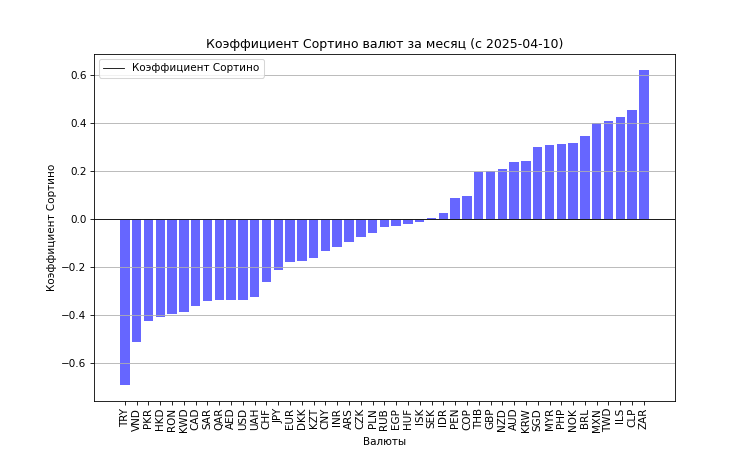 Коэффициент Сортино валют за месяц (с 2025-04-10)
Коэффициент Сортино
0.6
0.4
0.2
0.0
−0.2
−0.4
−0.6
Коэффициент Сортино
TRY
VND
PKR
HKD
RON
KWD
CAD
SAR
QAR
AED
USD
UAH
CHF
JPY
EUR
DKK
KZT
CNY
INR
ARS
CZK
PLN
RUB
EGP
HUF
ISK
SEK
IDR
PEN
COP
THB
GBP
NZD
AUD
KRW
SGD
MYR
PHP
NOK
BRL
MXN
TWD
ILS
CLP
ZAR
Валюты